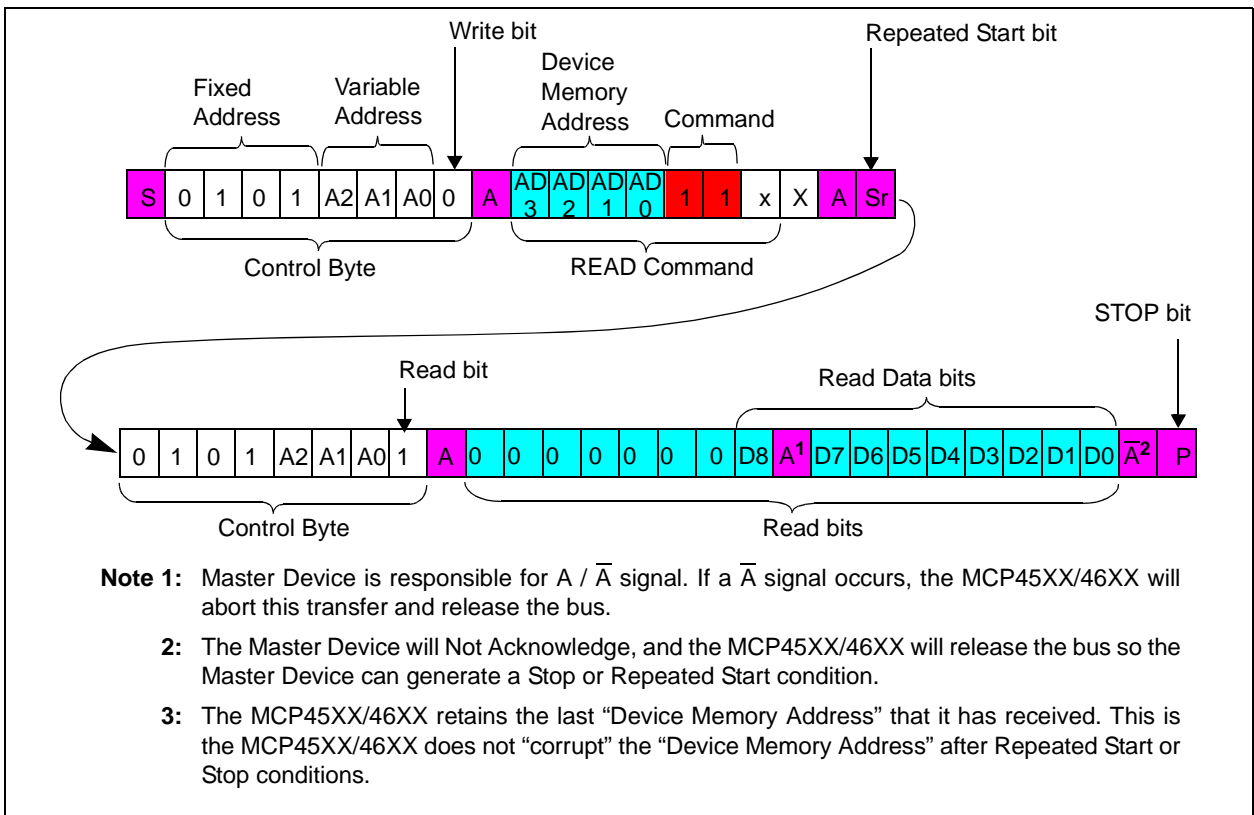 Write bit
Repeated Start bit
Fixed Address
Variable Address
Device Memory Address
Command
S 0 1 0 1 A2 A1 A0 0 A AD3 AD2 AD1 AD0 1 1 x X A Sr
Control Byte
READ Command
STOP bit
Read bit
Read Data bits
0 1 0 1 A2 A1 A0 1 A 0 0 0 0 0 0 0 D8 A¹ D7 D6 D5 D4 D3 D2 D1 D0 A̅² P
Control Byte
Read bits
Note 1: Master Device is responsible for A / A̅ signal. If a A̅ signal occurs, the MCP45XX/46XX will
abort this transfer and release the bus.
2: The Master Device will Not Acknowledge, and the MCP45XX/46XX will release the bus so the
Master Device can generate a Stop or Repeated Start condition.
3: The MCP45XX/46XX retains the last “Device Memory Address” that it has received. This is
the MCP45XX/46XX does not “corrupt” the “Device Memory Address” after Repeated Start or
Stop conditions.